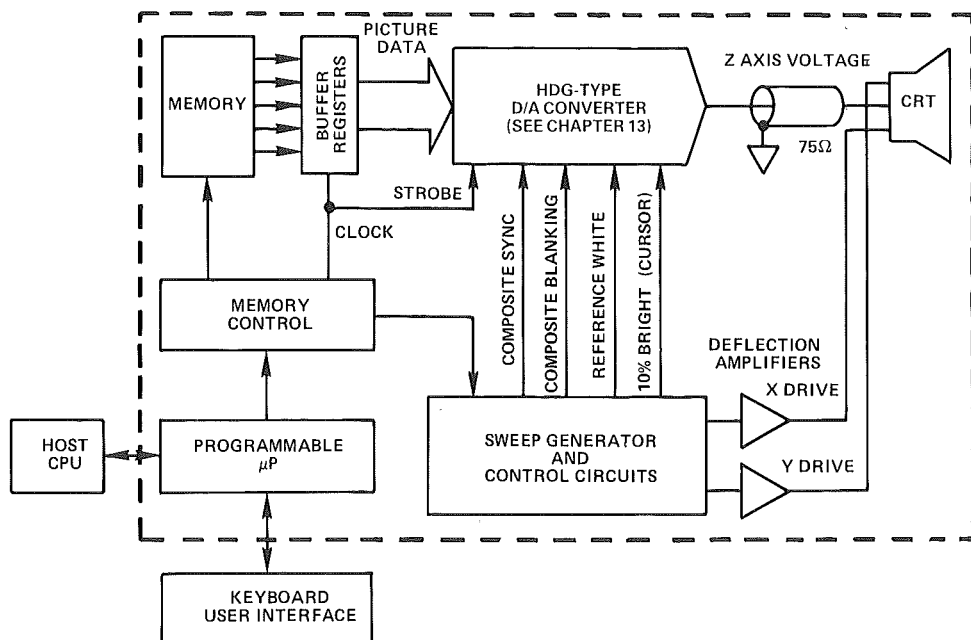 PICTURE
DATA
MEMORY
BUFFER
REGISTERS
HDG-TYPE
D/A CONVERTER
(SEE CHAPTER 13)
Z AXIS VOLTAGE
CRT
75Ω
STROBE
CLOCK
COMPOSITE SYNC
COMPOSITE BLANKING
REFERENCE WHITE
10% BRIGHT (CURSOR)
MEMORY
CONTROL
DEFLECTION
AMPLIFIERS
X DRIVE
HOST
CPU
PROGRAMMABLE
μP
SWEEP GENERATOR
AND
CONTROL CIRCUITS
Y DRIVE
KEYBOARD
USER INTERFACE